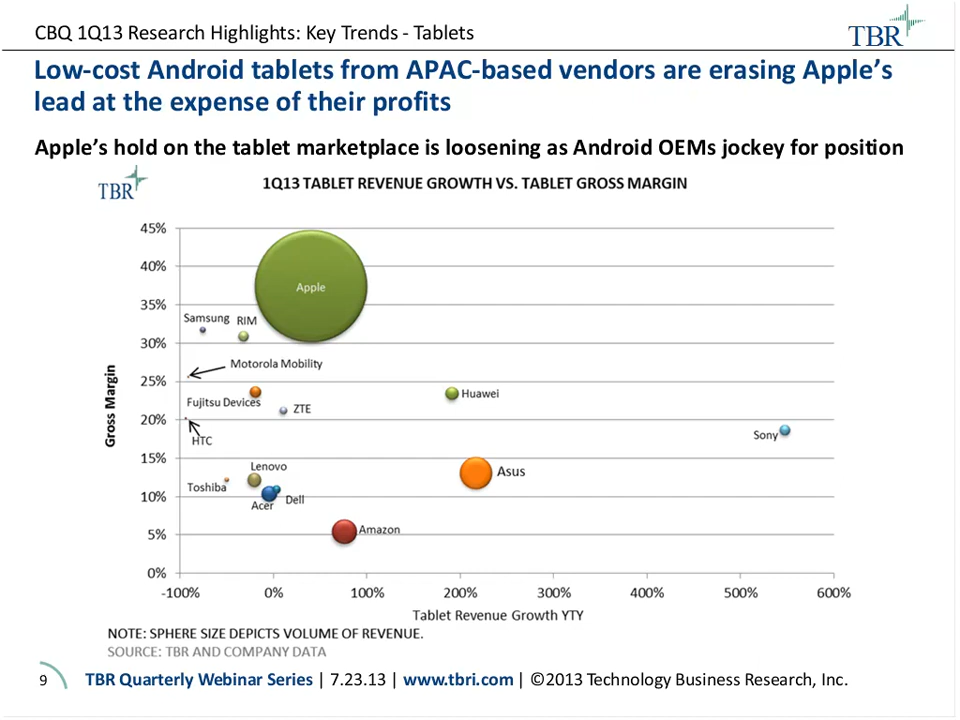 CBQ 1Q13 Research Highlights: Key Trends - Tablets
TBR
Low-cost Android tablets from APAC-based vendors are erasing Apple’s
lead at the expense of their profits
Apple’s hold on the tablet marketplace is loosening as Android OEMs jockey for position
TBR
1Q13 TABLET REVENUE GROWTH VS. TABLET GROSS MARGIN
45%
40%
35%
30%
25%
20%
15%
10%
5%
0%
Gross Margin
Apple
Samsung
RIM
Motorola Mobility
Fujitsu Devices
ZTE
Huawei
HTC
Sony
Lenovo
Toshiba
Acer
Dell
Asus
Amazon
-100%
0%
100%
200%
300%
400%
500%
600%
Tablet Revenue Growth YTY
NOTE: SPHERE SIZE DEPICTS VOLUME OF REVENUE.
SOURCE: TBR AND COMPANY DATA
9
TBR Quarterly Webinar Series | 7.23.13 | www.tbri.com | ©2013 Technology Business Research, Inc.